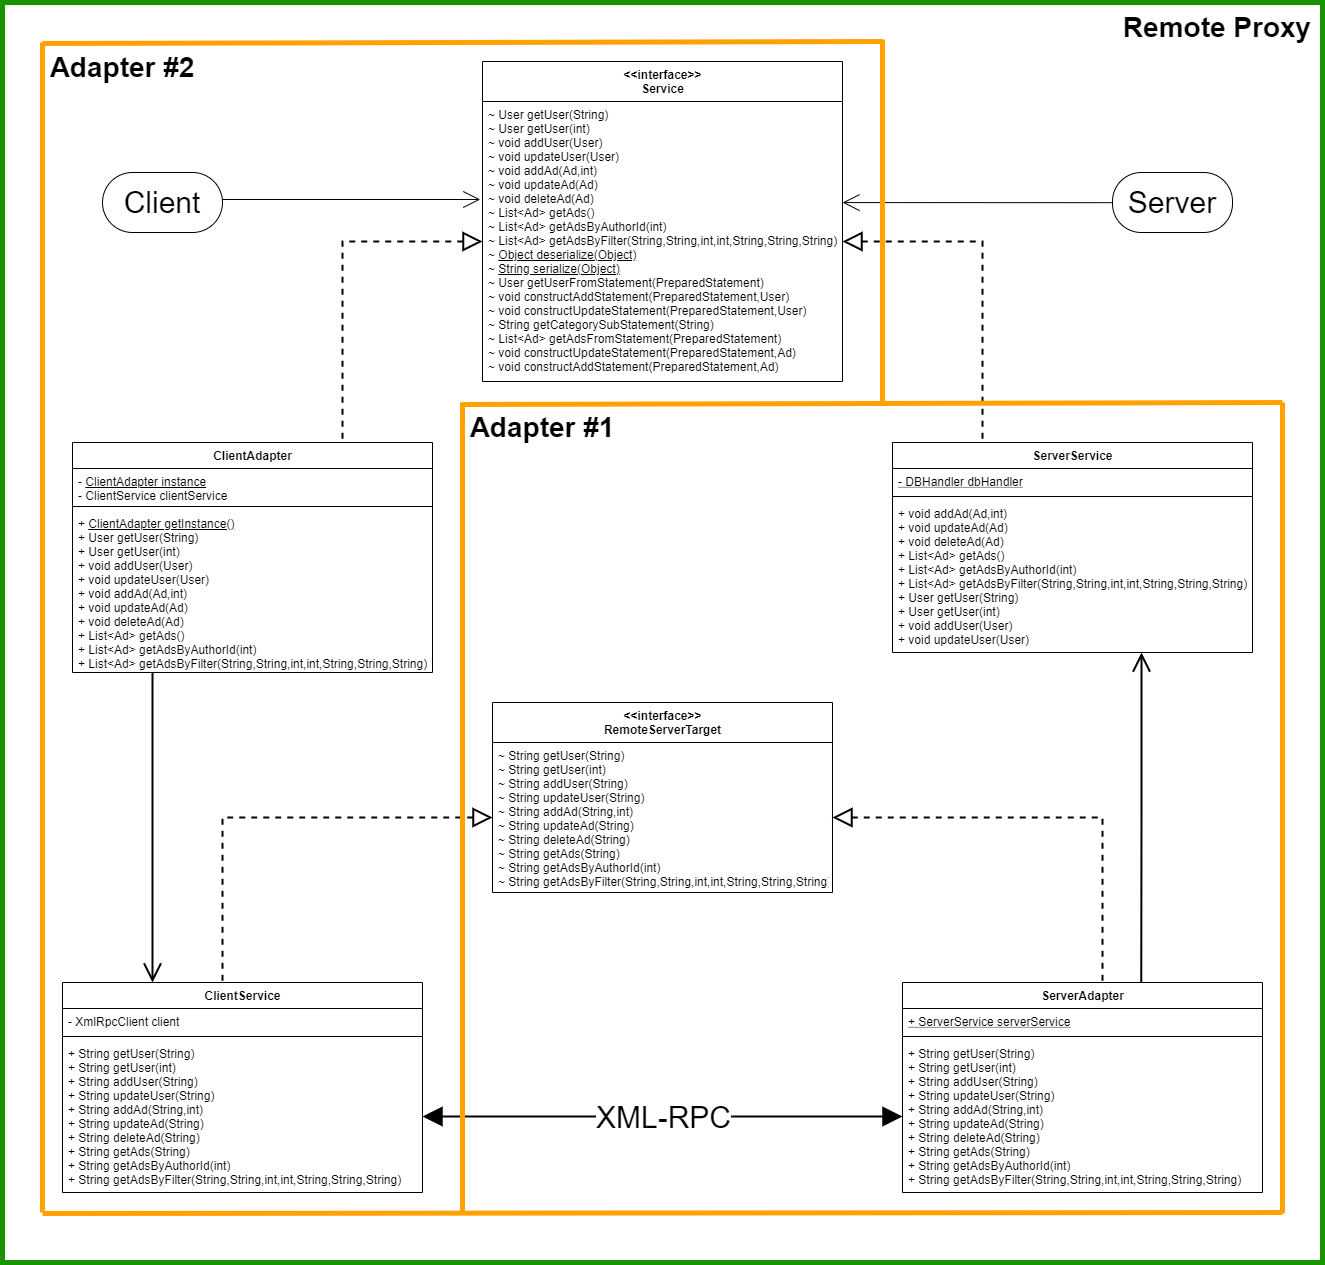 Remote Proxy
Adapter #2
<<interface>>
Service
~ User getUser(String)
~ User getUser(int)
~ void addUser(User)
~ void updateUser(User)
~ void addAd(Ad,int)
~ void updateAd(Ad)
~ void deleteAd(Ad)
~ List<Ad> getAds()
~ List<Ad> getAdsByAuthorId(int)
~ List<Ad> getAdsByFilter(String,String,int,int,String,String,String)
~ Object deserialize(Object)
~ String serialize(Object)
~ User getUserFromStatement(PreparedStatement)
~ void constructAddStatement(PreparedStatement,User)
~ void constructUpdateStatement(PreparedStatement,User)
~ String getCategorySubStatement(String)
~ List<Ad> getAdsFromStatement(PreparedStatement)
~ void constructUpdateStatement(PreparedStatement,Ad)
~ void constructAddStatement(PreparedStatement,Ad)
Client
Server
Adapter #1
ClientAdapter
- ClientAdapter instance
- ClientService clientService
+ ClientAdapter getInstance()
+ User getUser(String)
+ User getUser(int)
+ void addUser(User)
+ void updateUser(User)
+ void addAd(Ad,int)
+ void updateAd(Ad)
+ void deleteAd(Ad)
+ List<Ad> getAds()
+ List<Ad> getAdsByAuthorId(int)
+ List<Ad> getAdsByFilter(String,String,int,int,String,String,String)
ServerService
- DBHandler dbHandler
+ void addAd(Ad,int)
+ void updateAd(Ad)
+ void deleteAd(Ad)
+ List<Ad> getAds()
+ List<Ad> getAdsByAuthorId(int)
+ List<Ad> getAdsByFilter(String,String,int,int,String,String,String)
+ User getUser(String)
+ User getUser(int)
+ void addUser(User)
+ void updateUser(User)
<<interface>>
RemoteServerTarget
~ String getUser(String)
~ String getUser(int)
~ String addUser(String)
~ String updateUser(String)
~ String addAd(String,int)
~ String updateAd(String)
~ String deleteAd(String)
~ String getAds(String)
~ String getAdsByAuthorId(int)
~ String getAdsByFilter(String,String,int,int,String,String,String)
ClientService
- XmlRpcClient client
+ String getUser(String)
+ String getUser(int)
+ String addUser(String)
+ String updateUser(String)
+ String addAd(String,int)
+ String updateAd(String)
+ String deleteAd(String)
+ String getAds(String)
+ String getAdsByAuthorId(int)
+ String getAdsByFilter(String,String,int,int,String,String,String)
XML-RPC
ServerAdapter
+ ServerService serverService
+ String getUser(String)
+ String getUser(int)
+ String addUser(String)
+ String updateUser(String)
+ String addAd(String,int)
+ String updateAd(String)
+ String deleteAd(String)
+ String getAds(String)
+ String getAdsByAuthorId(int)
+ String getAdsByFilter(String,String,int,int,String,String,String)